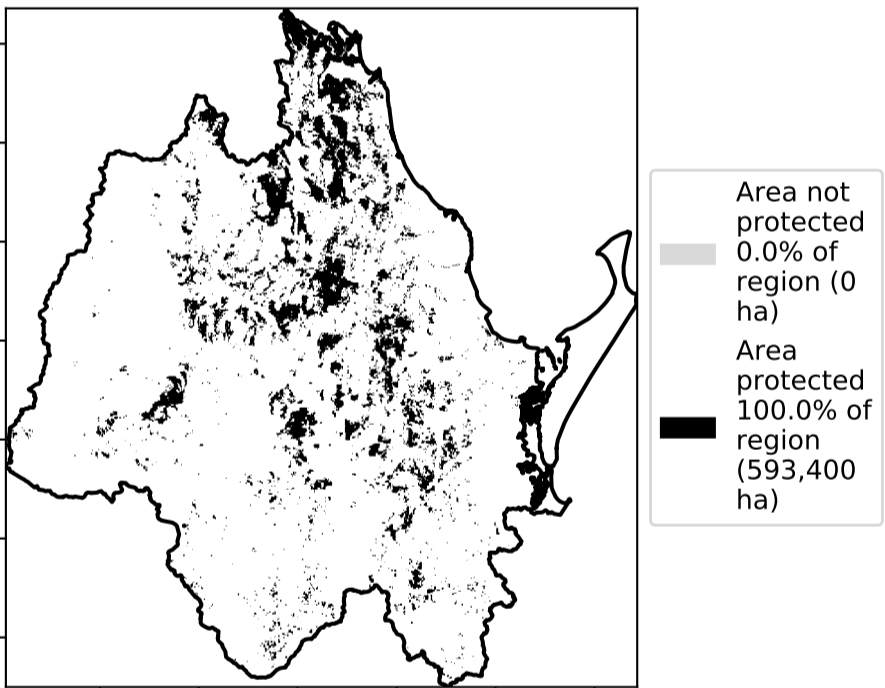 Area not
protected
0.0% of
region (0
ha)
Area
protected
100.0% of
region
(593,400
ha)